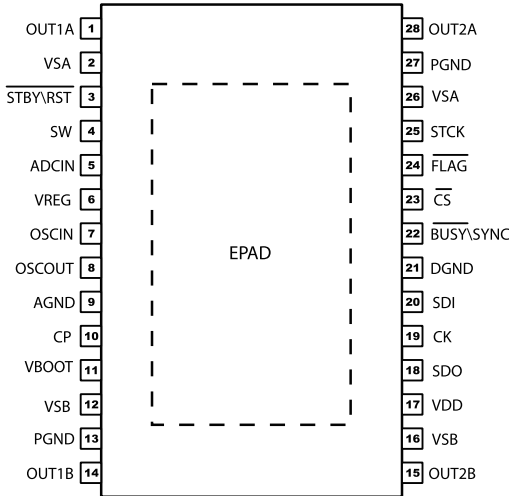 OUT1A 1 28 OUT2A
VSA 2 27 PGND
STBY\RST 3 26 VSA
SW 4 25 STCK
ADCIN 5 24 FLAG
VREG 6 23 CS
OSCIN 7 22 BUSY\SYNC
EPAD
OSCOUT 8 21 DGND
AGND 9 20 SDI
CP 10 19 CK
VBOOT 11 18 SDO
VSB 12 17 VDD
PGND 13 16 VSB
OUT1B 14 15 OUT2B